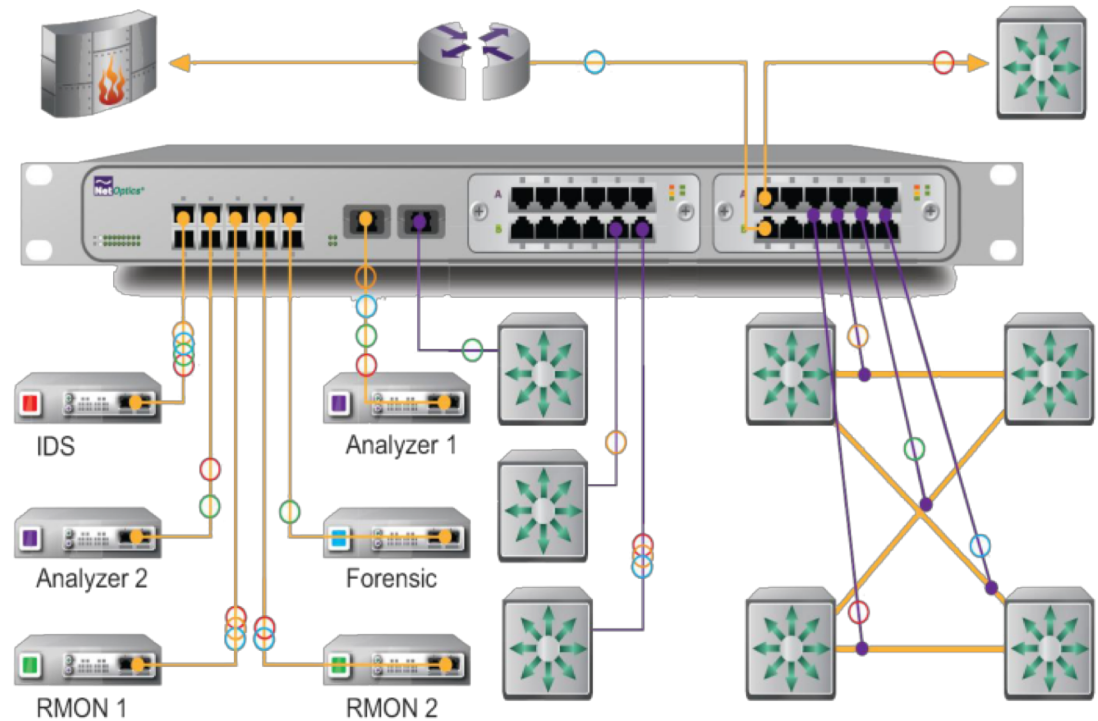 NetOptics®
A
B
A
B
IDS
Analyzer 1
Analyzer 2
Forensic
RMON 1
RMON 2